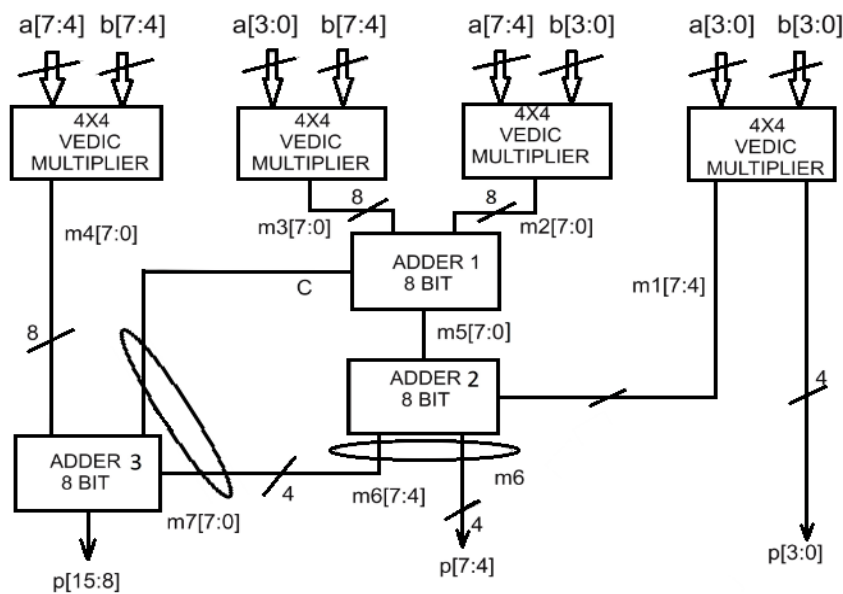 a[7:4] b[7:4] a[3:0] b[7:4] a[7:4] b[3:0] a[3:0] b[3:0]
4X4
VEDIC
MULTIPLIER
4X4
VEDIC
MULTIPLIER
4X4
VEDIC
MULTIPLIER
4X4
VEDIC
MULTIPLIER
8
8
m4[7:0]
m3[7:0]
m2[7:0]
ADDER 1
8 BIT
C
m1[7:4]
m5[7:0]
8
ADDER 2
8 BIT
4
ADDER 3
8 BIT
4
m6[7:4]
m6
m7[7:0]
4
p[15:8]
p[7:4]
p[3:0]